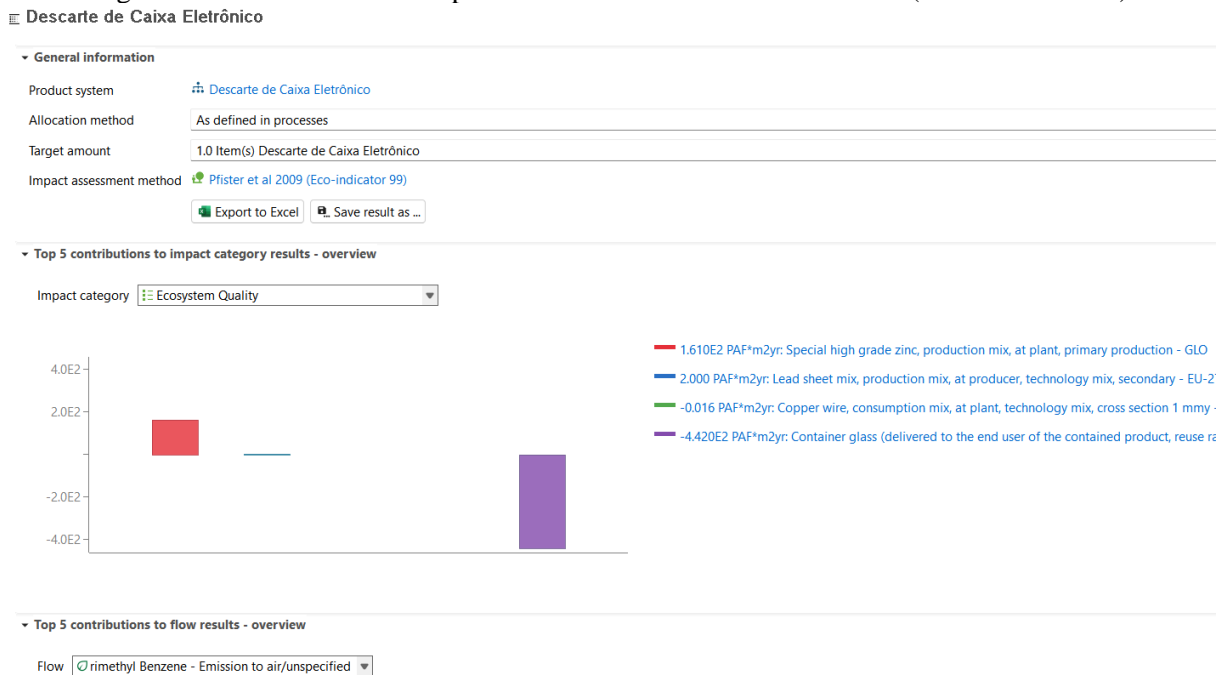 Descarte de Caixa Eletrônico
General information
Product system Descarte de Caixa Eletrônico
Allocation method As defined in processes
Target amount 1.0 Item(s) Descarte de Caixa Eletrônico
Impact assessment method Pfister et al 2009 (Eco-indicator 99)
Export to Excel Save result as ...
Top 5 contributions to impact category results - overview
Impact category Ecosystem Quality
1.610E2 PAF*m2yr: Special high grade zinc, production mix, at plant, primary production - GLO
2.000 PAF*m2yr: Lead sheet mix, production mix, at producer, technology mix, secondary - EU-2
-0.016 PAF*m2yr: Copper wire, consumption mix, at plant, technology mix, cross section 1 mmy -
-4.420E2 PAF*m2yr: Container glass (delivered to the end user of the contained product, reuse ra
4.0E2
2.0E2
-
-2.0E2
-4.0E2
Top 5 contributions to flow results - overview
Flow rimethyl Benzene - Emission to air/unspecified